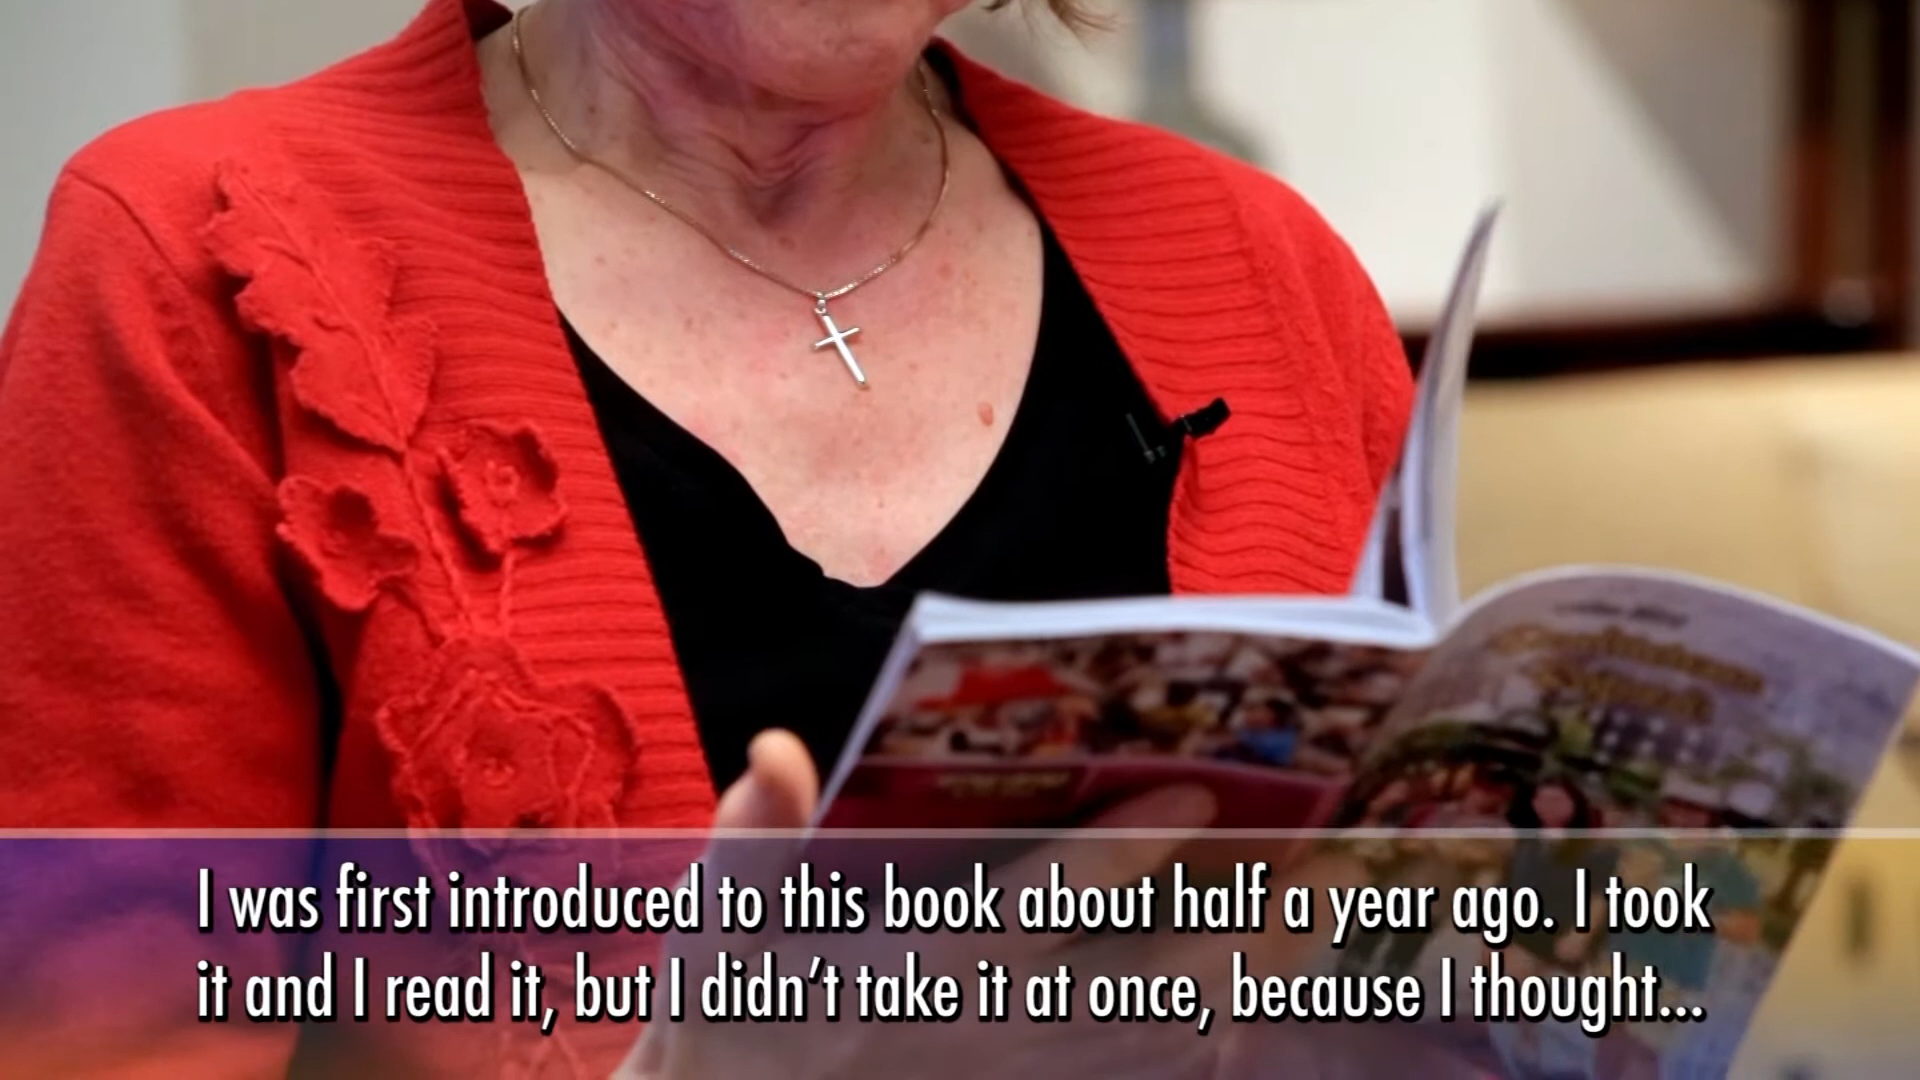 I was first introduced to this book about half a year ago. I took
it and I read it, but I didn’t take it at once, because I thought...